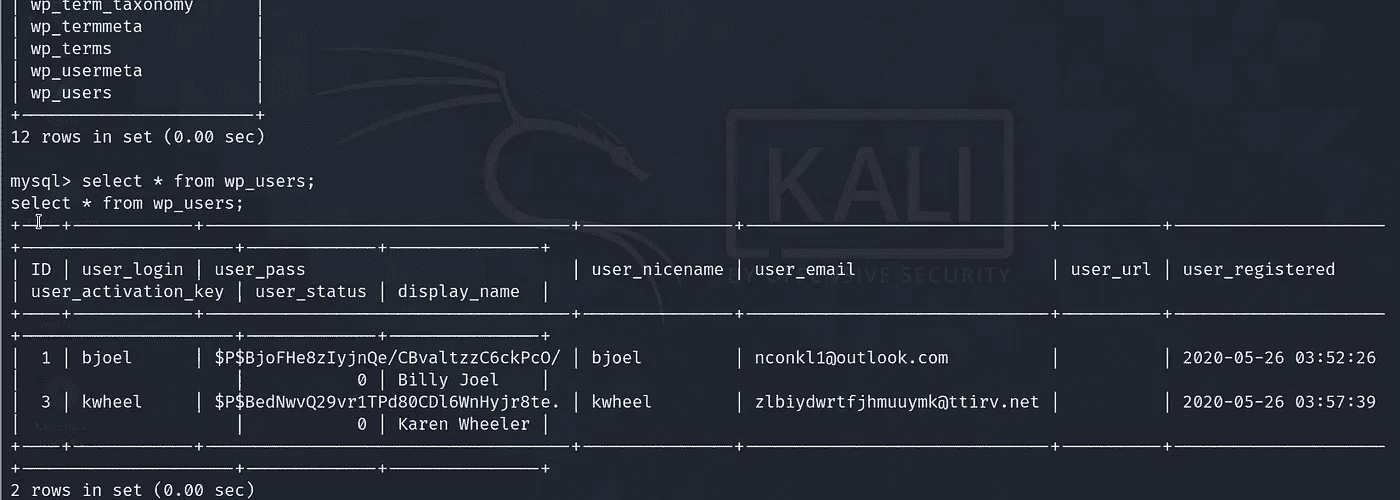 | wp_term_taxonomy |
| wp_termmeta |
| wp_terms |
| wp_usermeta |
| wp_users |
12 rows in set (0.00 sec)
mysql> select * from wp_users;
select * from wp_users;
KALI
BY OFFENSIVE SECURITY
| ID | user_login | user_pass | user_nicename | user_email | user_url | user_registered
| user_activation_key | user_status | display_name |
| 1 | bjoel | $P$BjoFHe8zIyjnQe/CBvaltzzC6ckPcO/ | bjoel | nconkl1@outlook.com | | 2020-05-26 03:52:26
| | 0 | Billy Joel |
| 3 | kwheel | $P$BedNwvQ29vr1TPd80CDl6WnHyjr8te. | kwheel | zlbiydwrtfjhmuuymk@ttirv.net | | 2020-05-26 03:57:39
| | 0 | Karen Wheeler |
2 rows in set (0.00 sec)